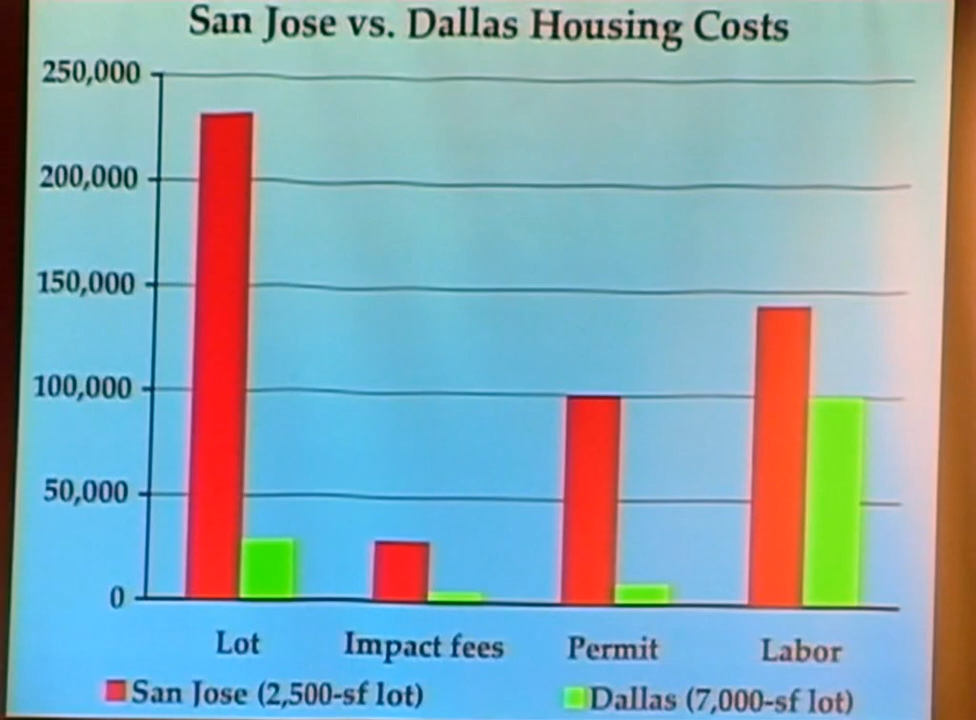 San Jose vs. Dallas Housing Costs
250,000
200,000
150,000
100,000
50,000
0
Lot Impact fees Permit Labor
San Jose (2,500-sf lot) Dallas (7,000-sf lot)